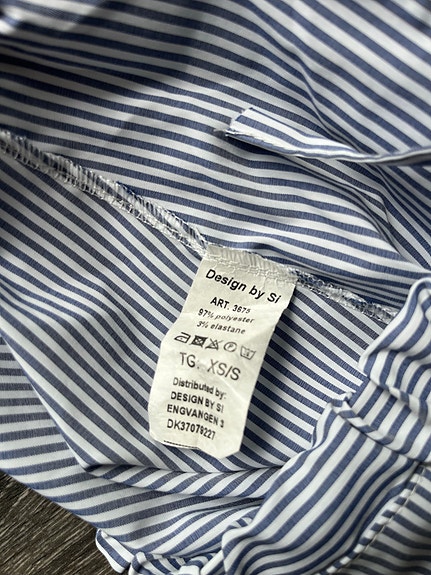 Design by SI
ART. 3675
97% polyester
3% elastane
TG. XS/S
Distributed by:
DESIGN BY SI
ENGVANGEN 3
DK37079227